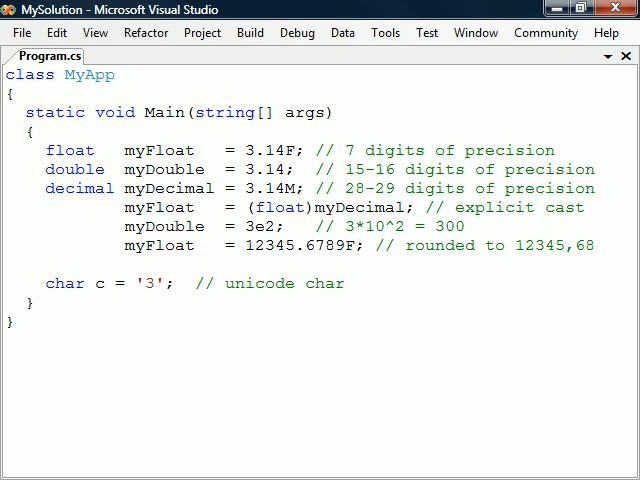 MySolution - Microsoft Visual Studio
File Edit View Refactor Project Build Debug Data Tools Test Window Community Help
Program.cs
class MyApp
{
static void Main(string[] args)
{
float myFloat = 3.14F; // 7 digits of precision
double myDouble = 3.14; // 15-16 digits of precision
decimal myDecimal = 3.14M; // 28-29 digits of precision
myFloat = (float)myDecimal; // explicit cast
myDouble = 3e2; // 3*10^2 = 300
myFloat = 12345.6789F; // rounded to 12345,68
char c = '3'; // unicode char
}
}